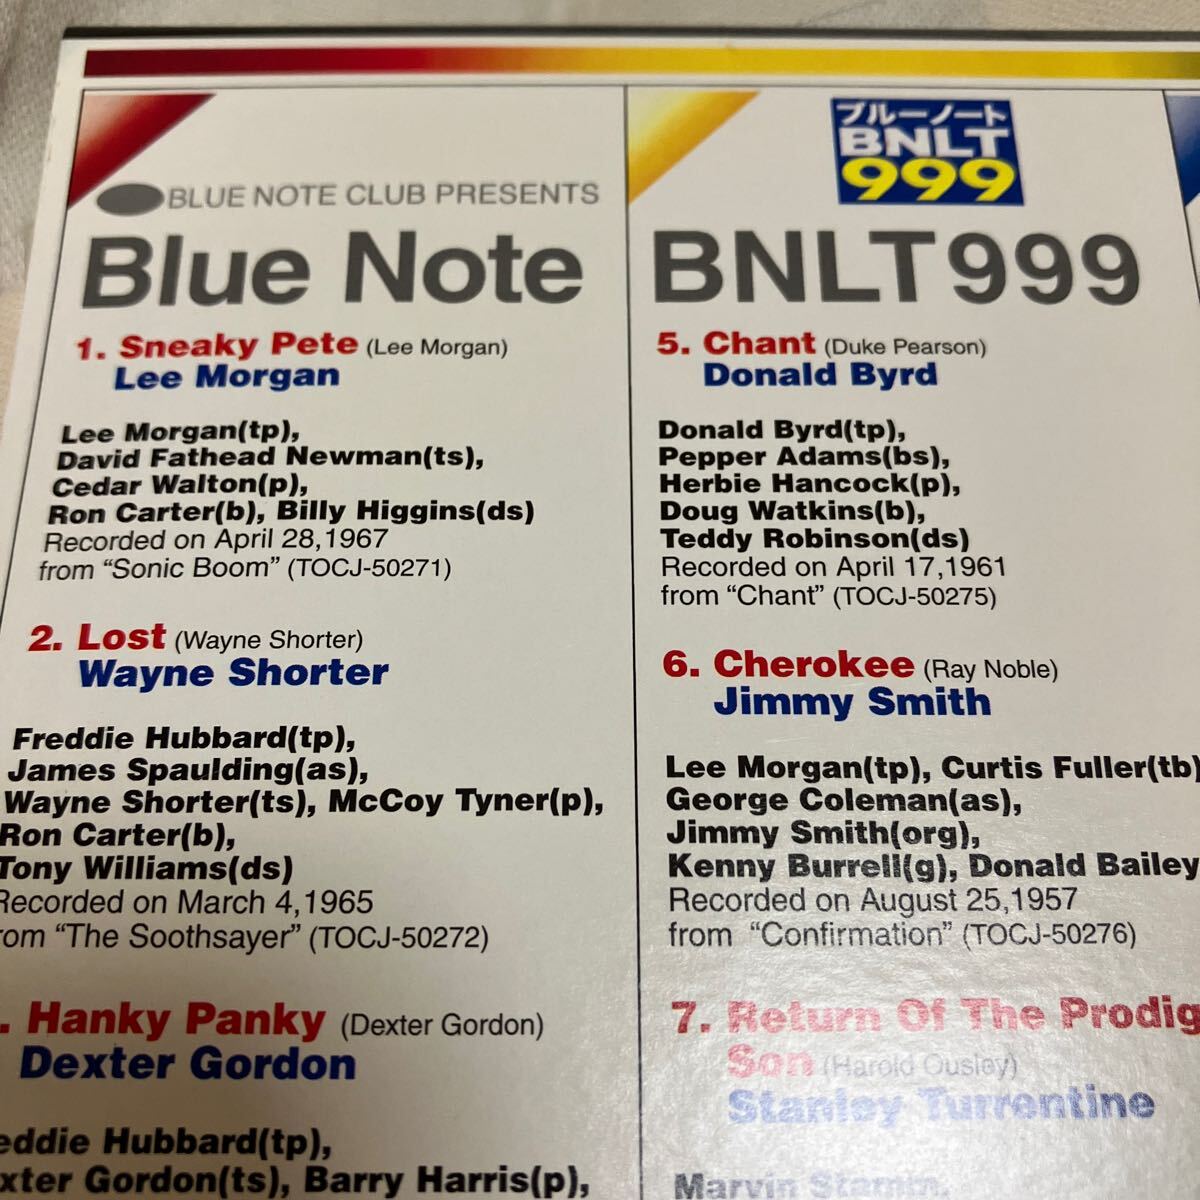 BLUE NOTE CLUB PRESENTS
Blue Note
1. Sneaky Pete (Lee Morgan)
Lee Morgan
Lee Morgan(tp),
David Fathead Newman(ts),
Cedar Walton(p),
Ron Carter(b), Billy Higgins(ds)
Recorded on April 28,1967
from “Sonic Boom” (TOCJ-50271)
2. Lost (Wayne Shorter)
Wayne Shorter
Freddie Hubbard(tp),
James Spaulding(as),
Wayne Shorter(ts), McCoy Tyner(p),
Ron Carter(b),
Tony Williams(ds)
Recorded on March 4,1965
rom “The Soothsayer” (TOCJ-50272)
. Hanky Panky (Dexter Gordon)
Dexter Gordon
eddie Hubbard(tp),
xter Gordon(ts), Barry Harris(p),
ブルーノート
BNLT
999
BNLT999
5. Chant (Duke Pearson)
Donald Byrd
Donald Byrd(tp),
Pepper Adams(bs),
Herbie Hancock(p),
Doug Watkins(b),
Teddy Robinson(ds)
Recorded on April 17,1961
from “Chant” (TOCJ-50275)
6. Cherokee (Ray Noble)
Jimmy Smith
Lee Morgan(tp), Curtis Fuller(tb)
George Coleman(as),
Jimmy Smith(org),
Kenny Burrell(g), Donald Bailey
Recorded on August 25,1957
from “Confirmation” (TOCJ-50276)
7. Return Of The Prodig
Son (Harold Ousley)
Stanley Turrentine
Marvin Stamm,